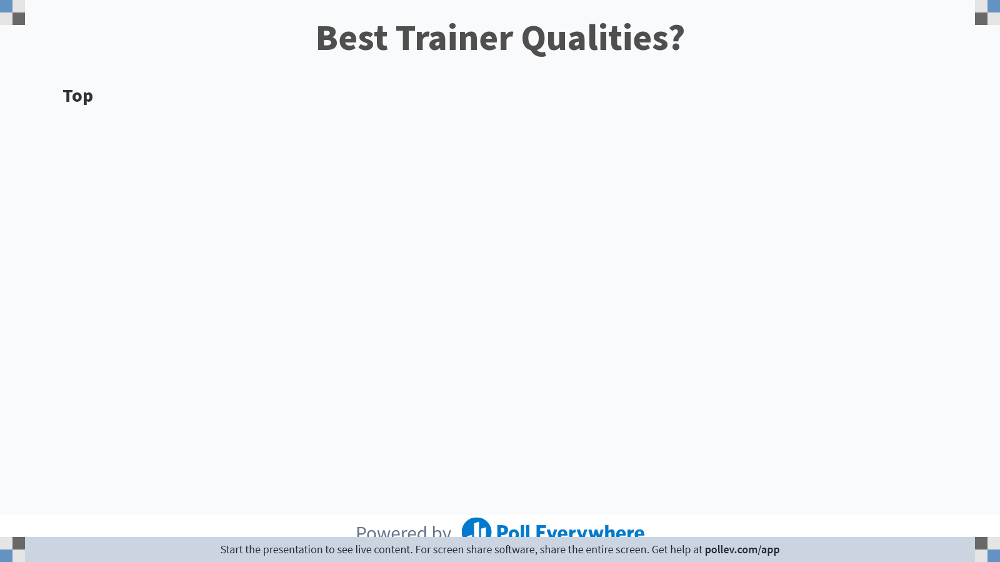 Best Trainer Qualities?
Top
Powered by Poll Everywhere
Start the presentation to see live content. For screen share software, share the entire screen. Get help at pollev.com/app